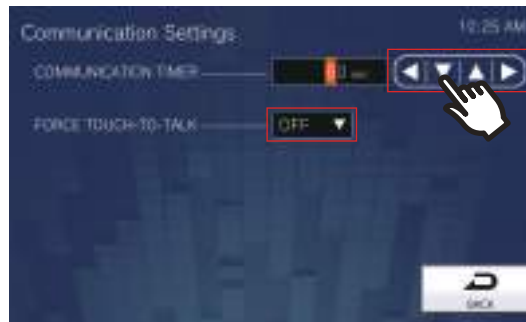 Communication Settings
10:25 AM
COMMUNICATION TIMER
FORCE TOUCH-TO-TALK
OFF
BACK